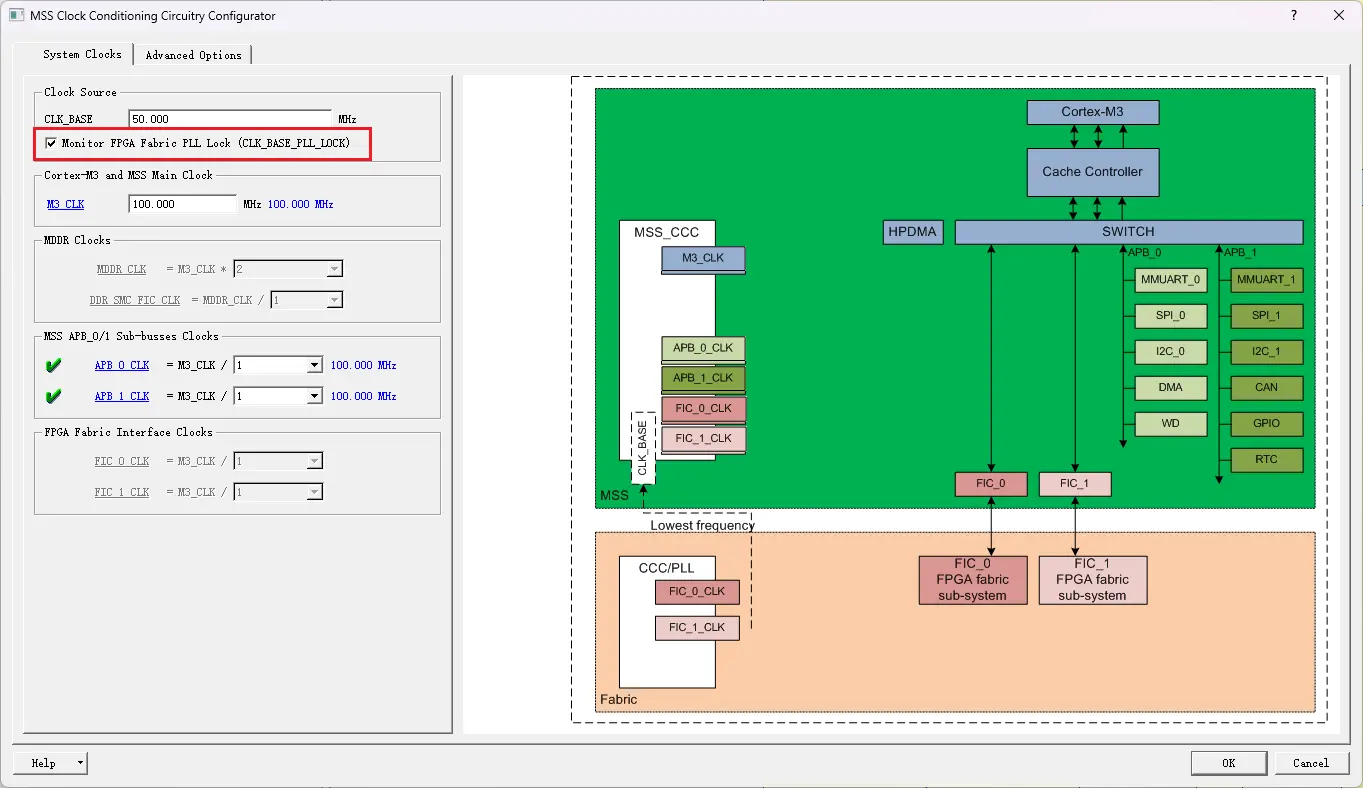 MSS Clock Conditioning Circuitry Configurator
?
System Clocks
Advanced Options
Clock Source
CLK_BASE 50.000 MHz
Monitor FPGA Fabric PLL Lock (CLK_BASE_PLL_LOCK)
Cortex-M3 and MSS Main Clock
M3_CLK 100.000 MHz 100.000 MHz
MDDR Clocks
MDDR_CLK = M3_CLK * 2
DDR_SMC_FIC_CLK = MDDR_CLK / 1
MSS APB_0/1 Sub-busses Clocks
APB_0_CLK = M3_CLK / 1 100.000 MHz
APB_1_CLK = M3_CLK / 1 100.000 MHz
FPGA Fabric Interface Clocks
FIC_0_CLK = M3_CLK / 1
FIC_1_CLK = M3_CLK / 1
Cortex-M3
Cache Controller
MSS_CCC
HPDMA
SWITCH
M3_CLK
APB_0
APB_1
MMUART_0
MMUART_1
SPI_0
SPI_1
APB_0_CLK
I2C_0
I2C_1
APB_1_CLK
DMA
CAN
FIC_0_CLK
WD
GPIO
FIC_1_CLK
CLK_BASE
RTC
FIC_0
FIC_1
MSS
Lowest frequency
CCC/PLL
FIC_0_CLK
FIC_1_CLK
FIC_0
FPGA fabric
sub-system
FIC_1
FPGA fabric
sub-system
Fabric
Help
OK
Cancel